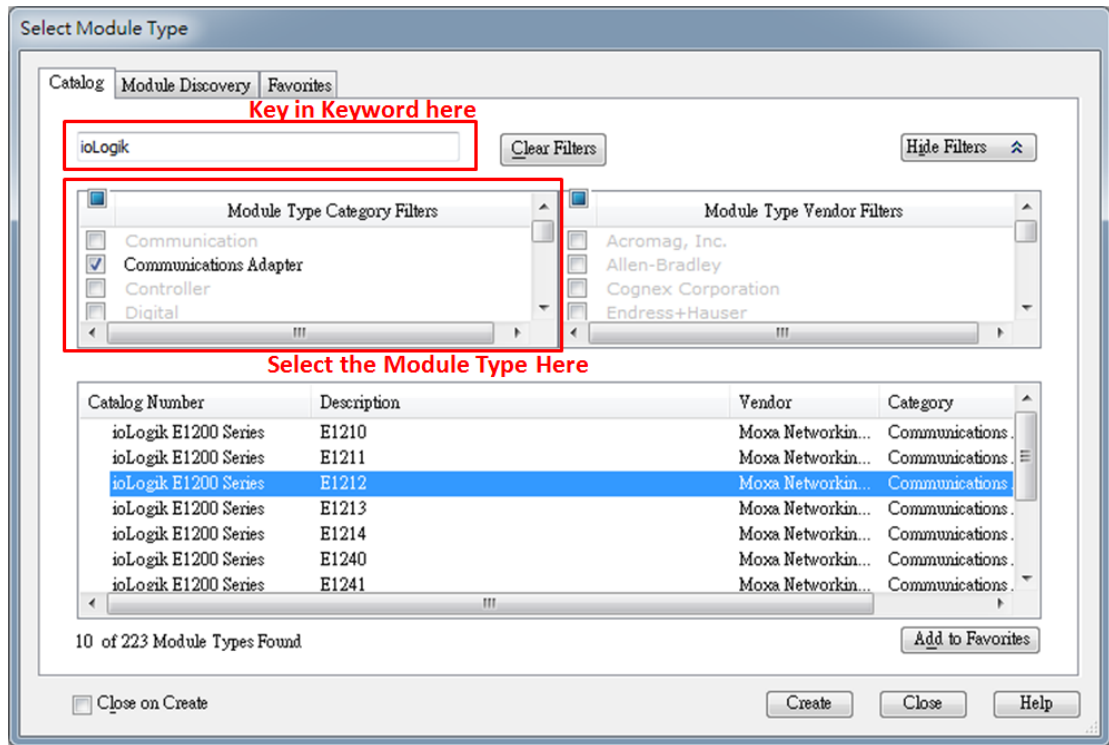 Select Module Type
Catalog Module Discovery Favorites
Key in Keyword here
ioLogik Clear Filters Hide Filters
Module Type Category Filters Module Type Vendor Filters
Communication Acromag, Inc.
Communications Adapter Allen-Bradley
Controller Cognex Corporation
Digital Endress+Hauser
Select the Module Type Here
Catalog Number Description Vendor Category
ioLogik E1200 Series E1210 Moxa Networkin... Communications.
ioLogik E1200 Series E1211 Moxa Networkin... Communications.
ioLogik E1200 Series E1212 Moxa Networkin... Communications.
ioLogik E1200 Series E1213 Moxa Networkin... Communications.
ioLogik E1200 Series E1214 Moxa Networkin... Communications.
ioLogik E1200 Series E1240 Moxa Networkin... Communications.
ioLogik E1200 Series E1241 Moxa Networkin... Communications.
10 of 223 Module Types Found Add to Favorites
Close on Create Create Close Help